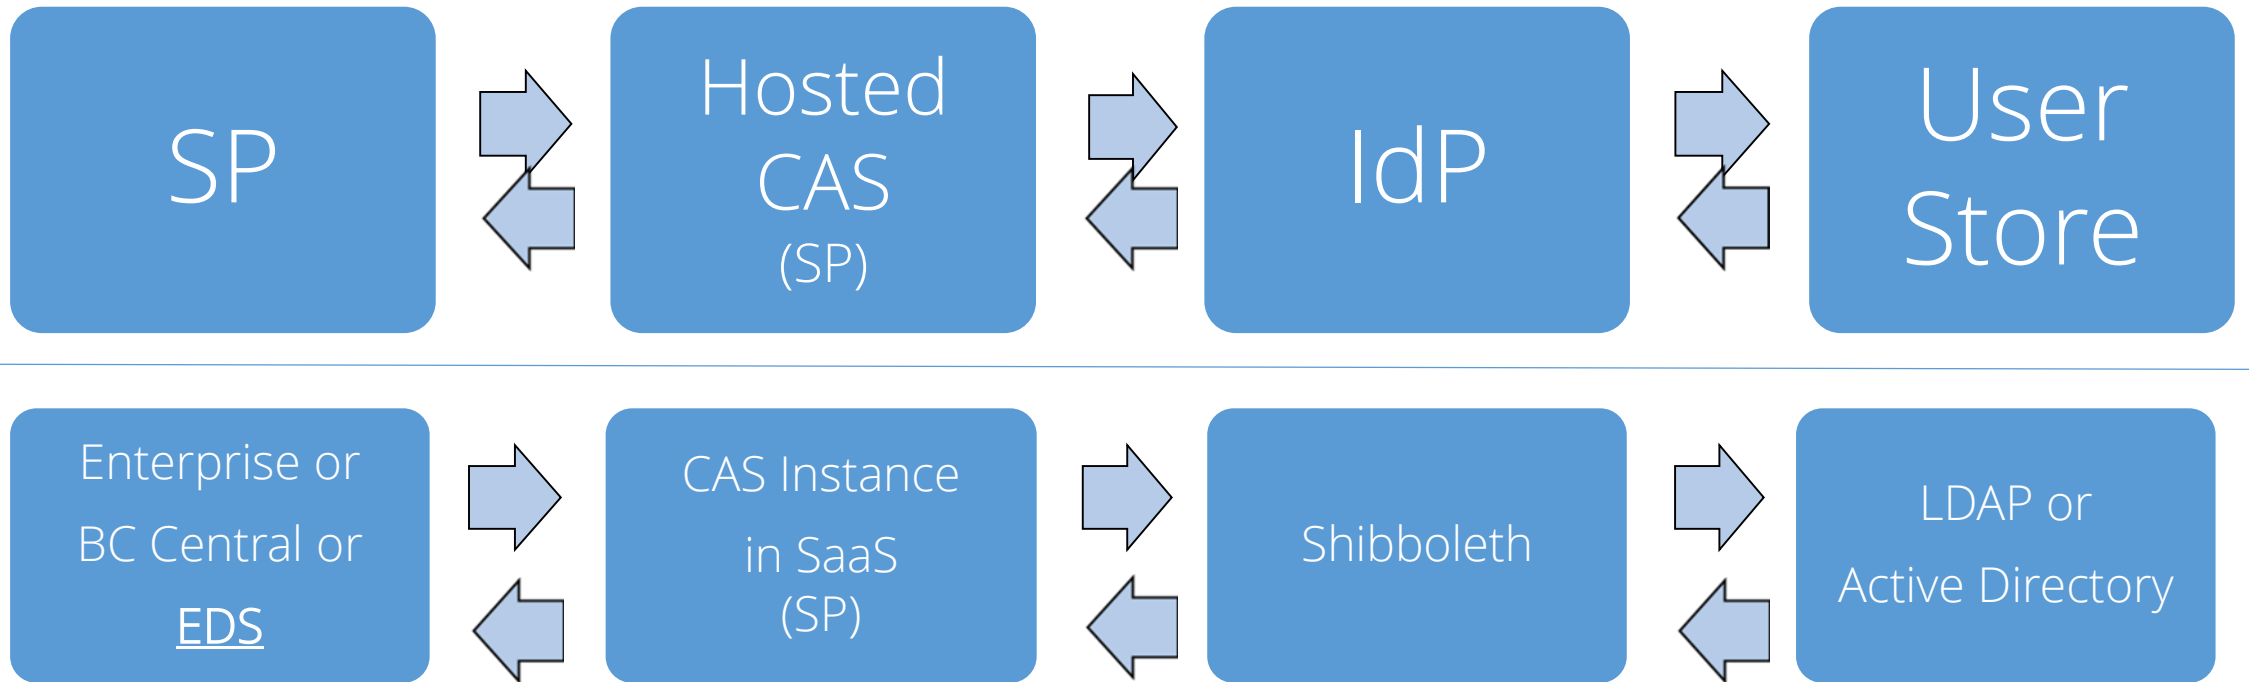 SP
Hosted
CAS
(SP)
IdP
User
Store
Enterprise or
BC Central or
EDS
CAS Instance
in SaaS
(SP)
Shibboleth
LDAP or
Active Directory